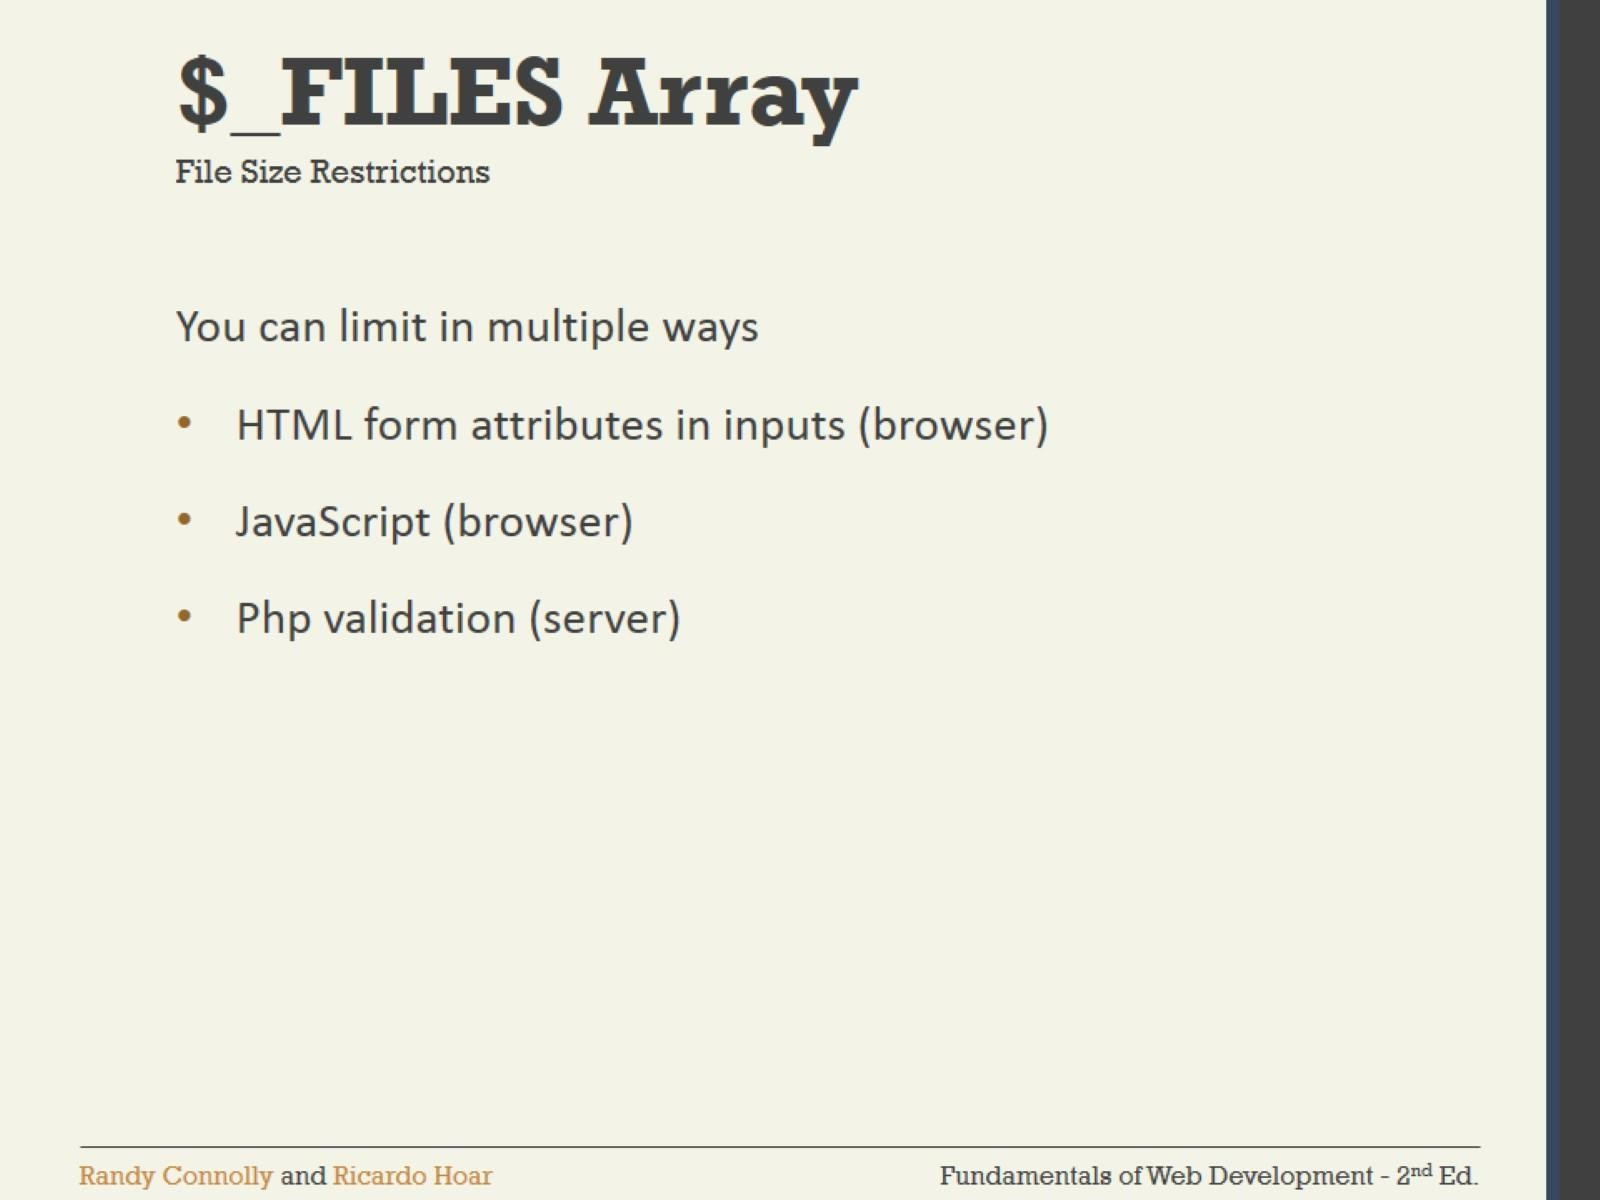 $_FILES Array
File Size Restrictions
You can limit in multiple ways
• HTML form attributes in inputs (browser)
• JavaScript (browser)
• Php validation (server)
Randy Connolly and Ricardo Hoar
Fundamentals of Web Development - 2nd Ed.